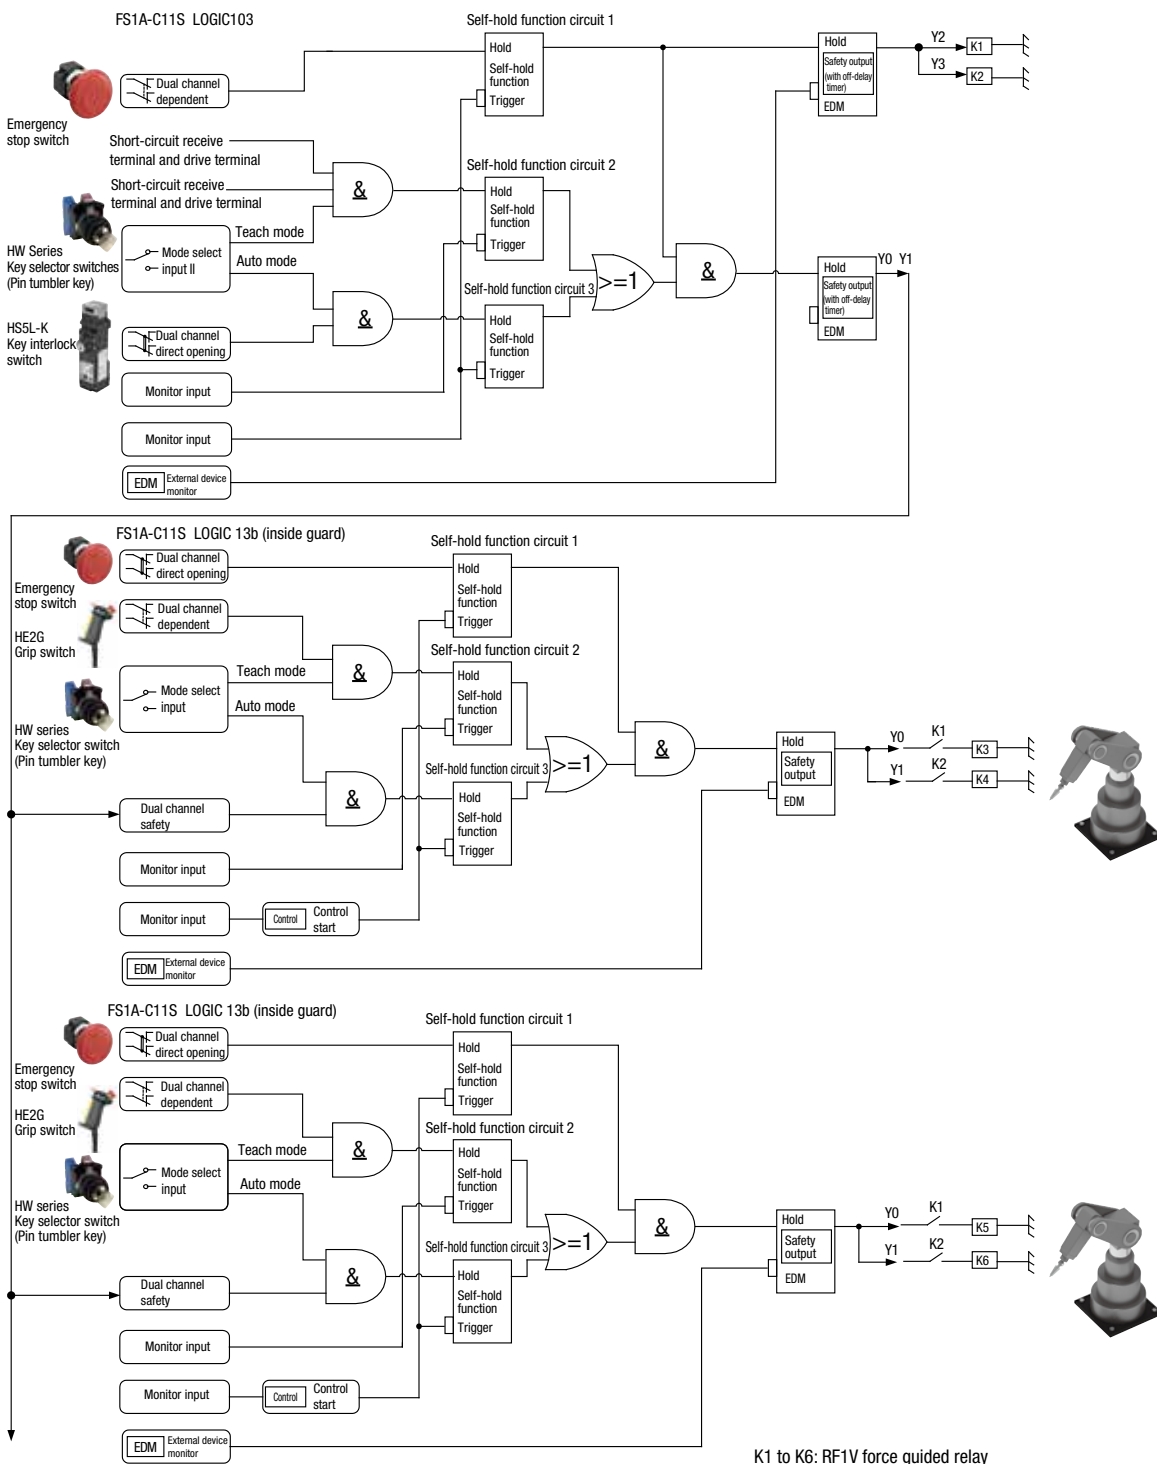 FS1A-C11S LOGIC103
Self-hold function circuit 1
Hold
Self-hold
function
Trigger
Hold
Safety output
(with off-delay
timer)
EDM
Y2
K1
Y3
K2
Dual channel
dependent
Emergency
stop switch
Short-circuit receive
terminal and drive terminal
Short-circuit receive
terminal and drive terminal
&
Self-hold function circuit 2
Hold
Self-hold
function
Trigger
HW Series
Key selector switches
(Pin tumbler key)
Mode select
input II
Teach mode
Auto mode
&
>=1
&
Hold
Safety output
(with off-delay
timer)
EDM
Y0 Y1
Self-hold function circuit 3
Hold
Self-hold
function
Trigger
HS5L-K
Key interlock
switch
Dual channel
direct opening
Monitor input
Monitor input
EDM
External device
monitor
FS1A-C11S LOGIC 13b (inside guard)
Self-hold function circuit 1
Hold
Self-hold
function
Trigger
Dual channel
direct opening
Emergency
stop switch
Dual channel
dependent
HE2G
Grip switch
&
Self-hold function circuit 2
Hold
Self-hold
function
Trigger
Teach mode
Mode select
input
Auto mode
HW series
Key selector switch
(Pin tumbler key)
&
>=1
&
Hold
Safety
output
EDM
Y0
K1
K3
Y1
K2
K4
Self-hold function circuit 3
Hold
Self-hold
function
Trigger
Dual channel
safety
Monitor input
Monitor input
Control
Control
start
EDM
External device
monitor
FS1A-C11S LOGIC 13b (inside guard)
Self-hold function circuit 1
Hold
Self-hold
function
Trigger
Dual channel
direct opening
Emergency
stop switch
Dual channel
dependent
HE2G
Grip switch
&
Self-hold function circuit 2
Hold
Self-hold
function
Trigger
Teach mode
Mode select
input
Auto mode
HW series
Key selector switch
(Pin tumbler key)
&
>=1
&
Hold
Safety
output
EDM
Y0
K1
K5
Y1
K2
K6
Self-hold function circuit 3
Hold
Self-hold
function
Trigger
Dual channel
safety
Monitor input
Monitor input
Control
Control
start
EDM
External device
monitor
K1 to K6: RF1V force guided relay